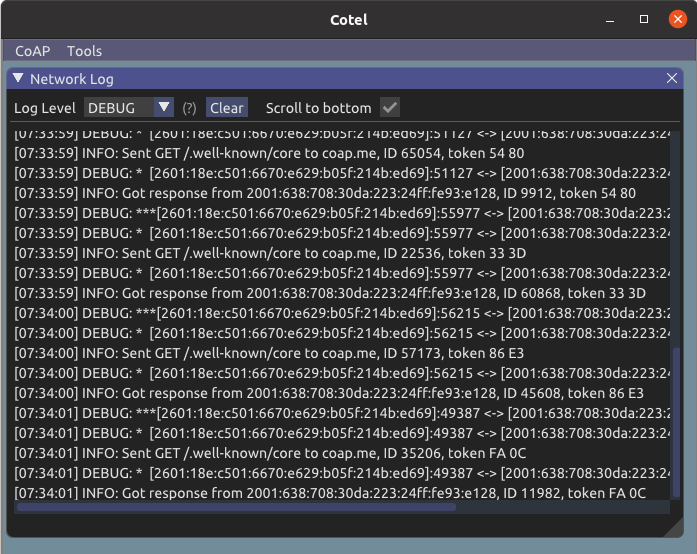 Cotel
CoAP Tools
Network Log
Log Level DEBUG (?) Clear Scroll to bottom
[07:33:59] DEBUG: * [2601:18e:c501:6670:e629:b05f:214b:ed69]:51127 <-> [2001:638:708:30da:223:24
[07:33:59] INFO: Sent GET /.well-known/core to coap.me, ID 65054, token 54 80
[07:33:59] DEBUG: * [2601:18e:c501:6670:e629:b05f:214b:ed69]:51127 <-> [2001:638:708:30da:223:24
[07:33:59] INFO: Got response from 2001:638:708:30da:223:24ff:fe93:e128, ID 9912, token 54 80
[07:33:59] DEBUG: ***[2601:18e:c501:6670:e629:b05f:214b:ed69]:55977 <-> [2001:638:708:30da:223:2
[07:33:59] DEBUG: * [2601:18e:c501:6670:e629:b05f:214b:ed69]:55977 <-> [2001:638:708:30da:223:24
[07:33:59] INFO: Sent GET /.well-known/core to coap.me, ID 22536, token 33 3D
[07:33:59] DEBUG: * [2601:18e:c501:6670:e629:b05f:214b:ed69]:55977 <-> [2001:638:708:30da:223:24
[07:33:59] INFO: Got response from 2001:638:708:30da:223:24ff:fe93:e128, ID 60868, token 33 3D
[07:34:00] DEBUG: ***[2601:18e:c501:6670:e629:b05f:214b:ed69]:56215 <-> [2001:638:708:30da:223:2
[07:34:00] DEBUG: * [2601:18e:c501:6670:e629:b05f:214b:ed69]:56215 <-> [2001:638:708:30da:223:24
[07:34:00] INFO: Sent GET /.well-known/core to coap.me, ID 57173, token 86 E3
[07:34:00] DEBUG: * [2601:18e:c501:6670:e629:b05f:214b:ed69]:56215 <-> [2001:638:708:30da:223:24
[07:34:00] INFO: Got response from 2001:638:708:30da:223:24ff:fe93:e128, ID 45608, token 86 E3
[07:34:01] DEBUG: ***[2601:18e:c501:6670:e629:b05f:214b:ed69]:49387 <-> [2001:638:708:30da:223:2
[07:34:01] DEBUG: * [2601:18e:c501:6670:e629:b05f:214b:ed69]:49387 <-> [2001:638:708:30da:223:24
[07:34:01] INFO: Sent GET /.well-known/core to coap.me, ID 35206, token FA 0C
[07:34:01] DEBUG: * [2601:18e:c501:6670:e629:b05f:214b:ed69]:49387 <-> [2001:638:708:30da:223:24
[07:34:01] INFO: Got response from 2001:638:708:30da:223:24ff:fe93:e128, ID 11982, token FA 0C